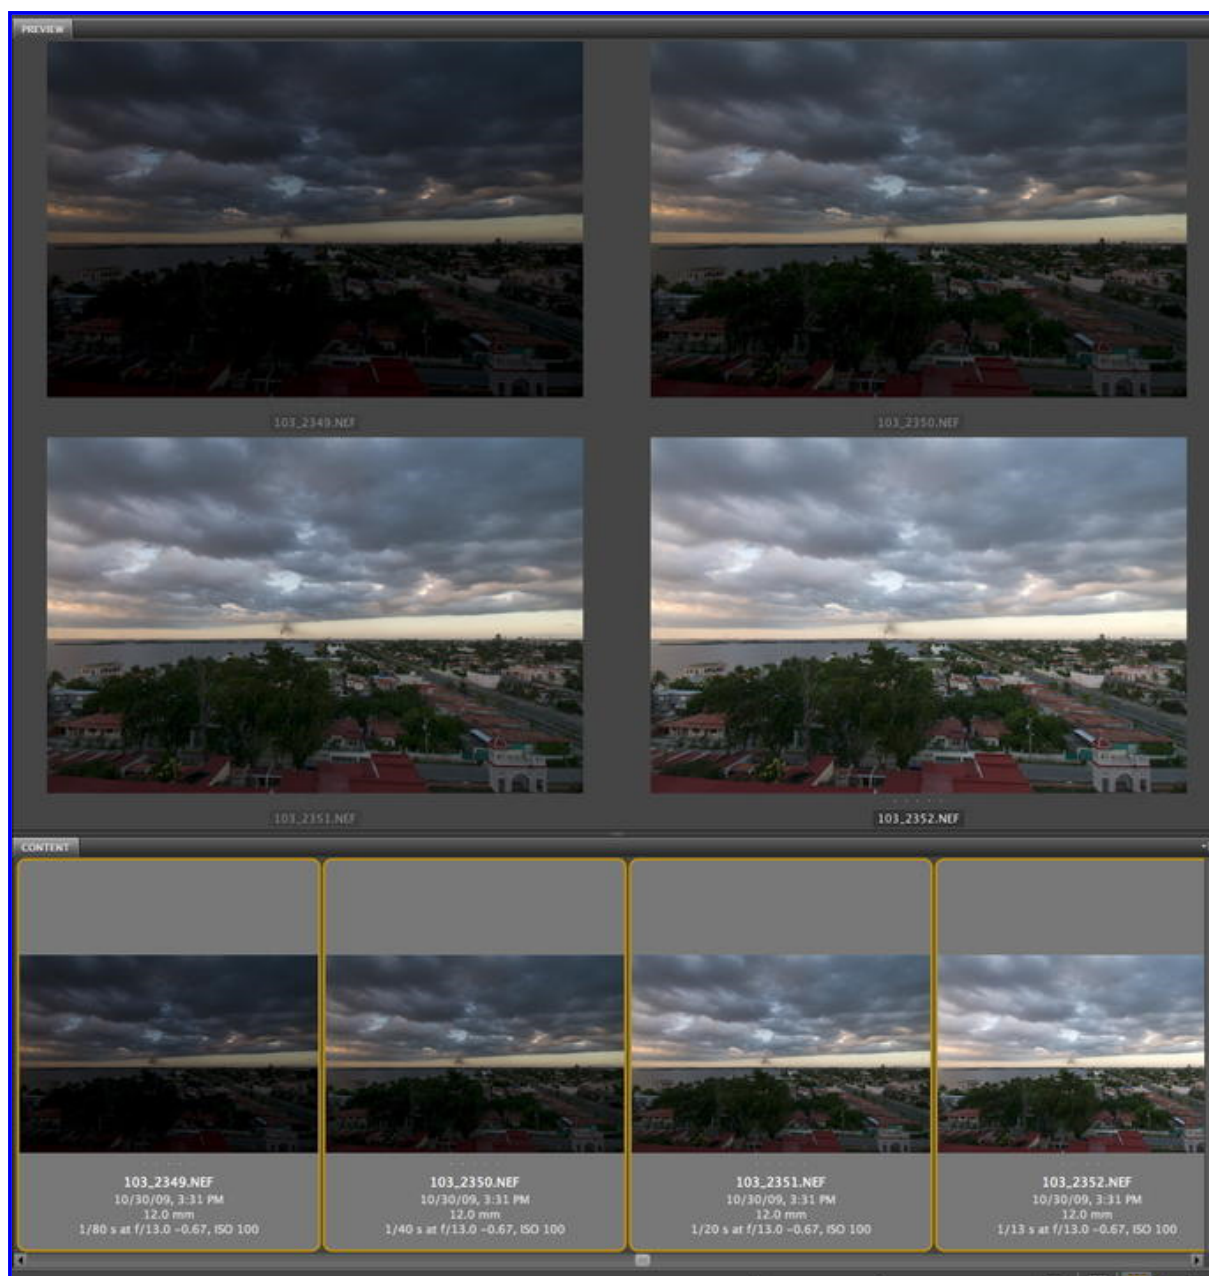 PREVIEW
103_2349.NEF
103_2350.NEF
103_2351.NEF
103_2352.NEF
CONTENT
103_2349.NEF
10/30/09, 3:31 PM
12.0 mm
1/80 s at f/13.0 -0.67, ISO 100
103_2350.NEF
10/30/09, 3:31 PM
12.0 mm
1/40 s at f/13.0 -0.67, ISO 100
103_2351.NEF
10/30/09, 3:31 PM
12.0 mm
1/20 s at f/13.0 -0.67, ISO 100
103_2352.NEF
10/30/09, 3:31 PM
12.0 mm
1/13 s at f/13.0 -0.67, ISO 100